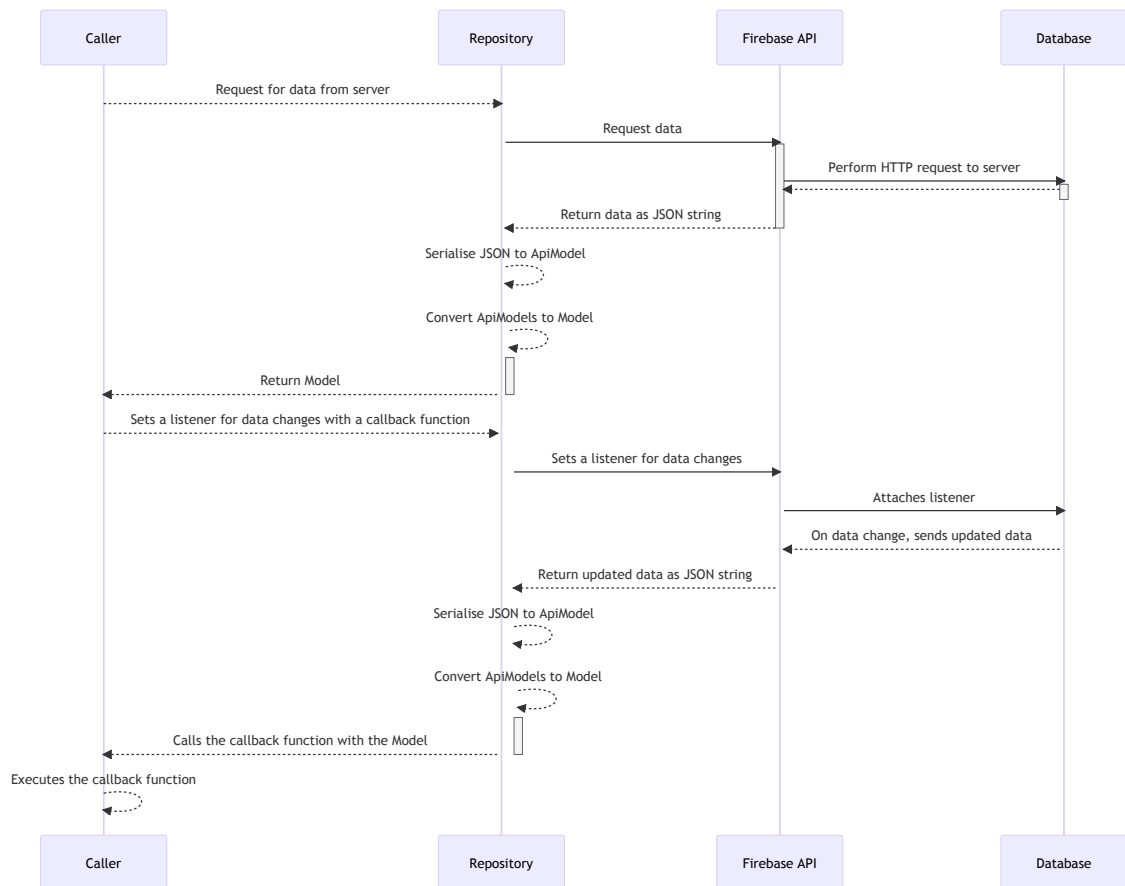 Caller
Repository
Firebase API
Database
Request for data from server
Request data
Perform HTTP request to server
Return data as JSON string
Serialise JSON to ApiModel
Convert ApiModels to Model
Return Model
Sets a listener for data changes with a callback function
Sets a listener for data changes
Attaches listener
On data change, sends updated data
Return updated data as JSON string
Serialise JSON to ApiModel
Convert ApiModels to Model
Calls the callback function with the Model
Executes the callback function
Caller
Repository
Firebase API
Database